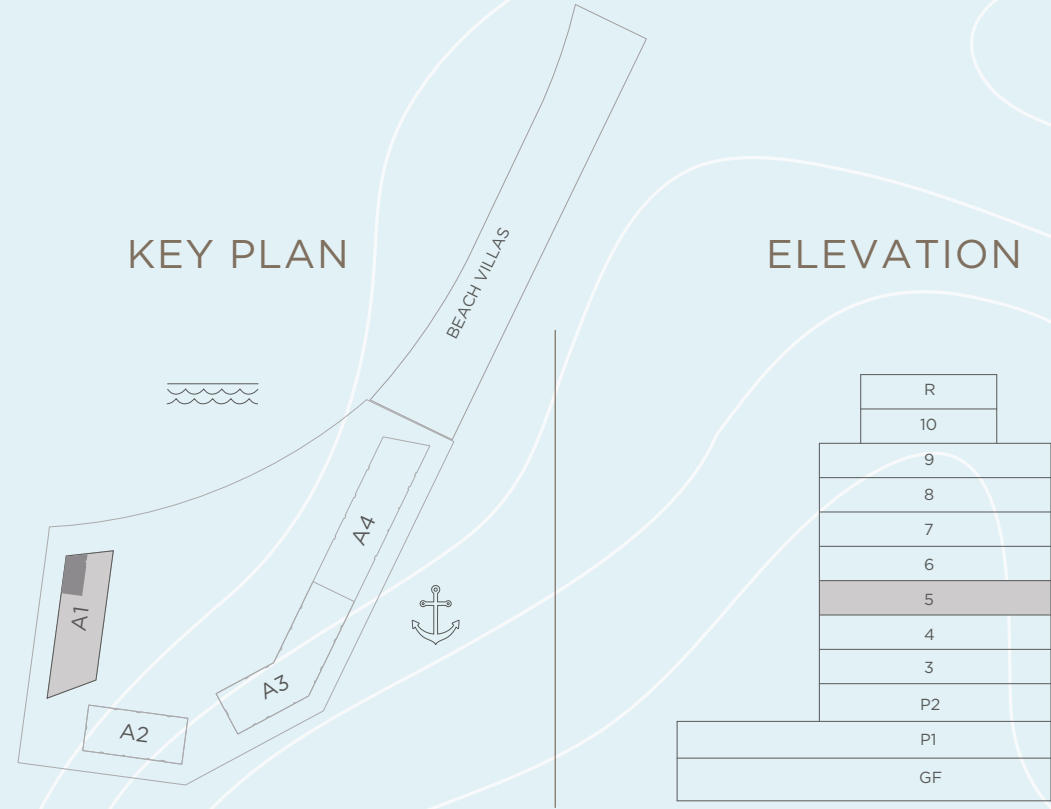 KEY PLAN
BEACH VILLAS
A4
A1
A3
A2
ELEVATION
R
10
9
8
7
6
5
4
3
P2
P1
GF